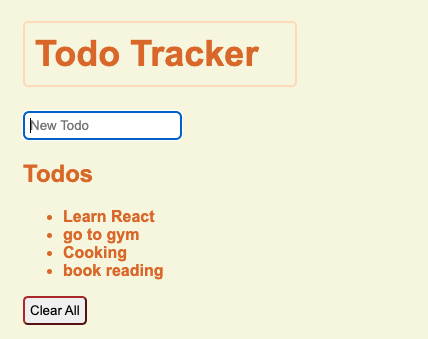 Todo Tracker
New Todo
Todos
Learn React
go to gym
Cooking
book reading
Clear All